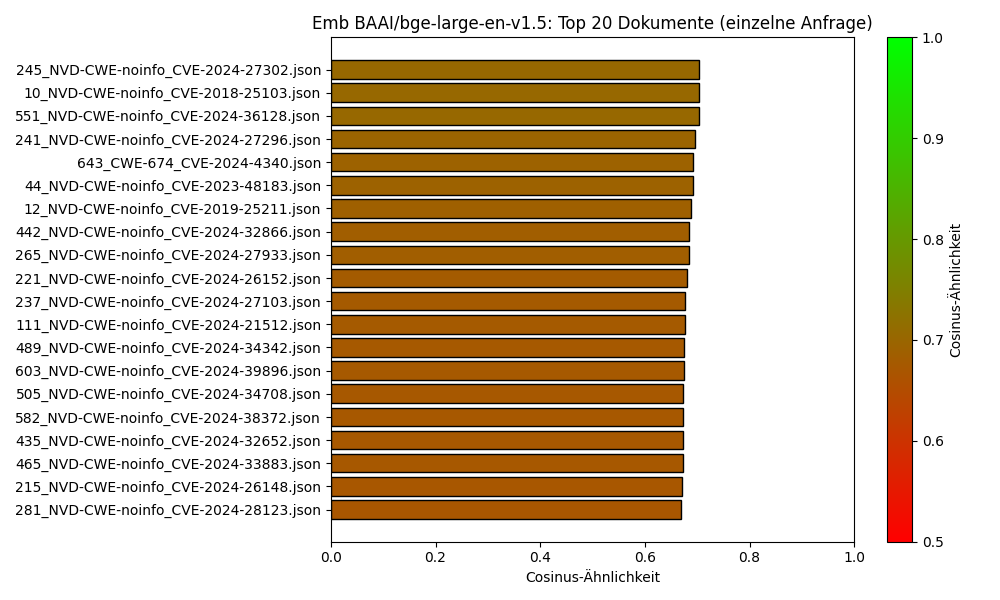 Emb BAAI/bge-large-en-v1.5: Top 20 Dokumente (einzelne Anfrage)
245_NVD-CWE-noinfo_CVE-2024-27302.json
10_NVD-CWE-noinfo_CVE-2018-25103.json
551_NVD-CWE-noinfo_CVE-2024-36128.json
241_NVD-CWE-noinfo_CVE-2024-27296.json
643_CWE-674_CVE-2024-4340.json
44_NVD-CWE-noinfo_CVE-2023-48183.json
12_NVD-CWE-noinfo_CVE-2019-25211.json
442_NVD-CWE-noinfo_CVE-2024-32866.json
265_NVD-CWE-noinfo_CVE-2024-27933.json
221_NVD-CWE-noinfo_CVE-2024-26152.json
237_NVD-CWE-noinfo_CVE-2024-27103.json
111_NVD-CWE-noinfo_CVE-2024-21512.json
489_NVD-CWE-noinfo_CVE-2024-34342.json
603_NVD-CWE-noinfo_CVE-2024-39896.json
505_NVD-CWE-noinfo_CVE-2024-34708.json
582_NVD-CWE-noinfo_CVE-2024-38372.json
435_NVD-CWE-noinfo_CVE-2024-32652.json
465_NVD-CWE-noinfo_CVE-2024-33883.json
215_NVD-CWE-noinfo_CVE-2024-26148.json
281_NVD-CWE-noinfo_CVE-2024-28123.json
0.0 0.2 0.4 0.6 0.8 1.0
Cosinus-Ähnlichkeit
1.0
0.9
0.8
0.7
0.6
0.5
Cosinus-Ähnlichkeit